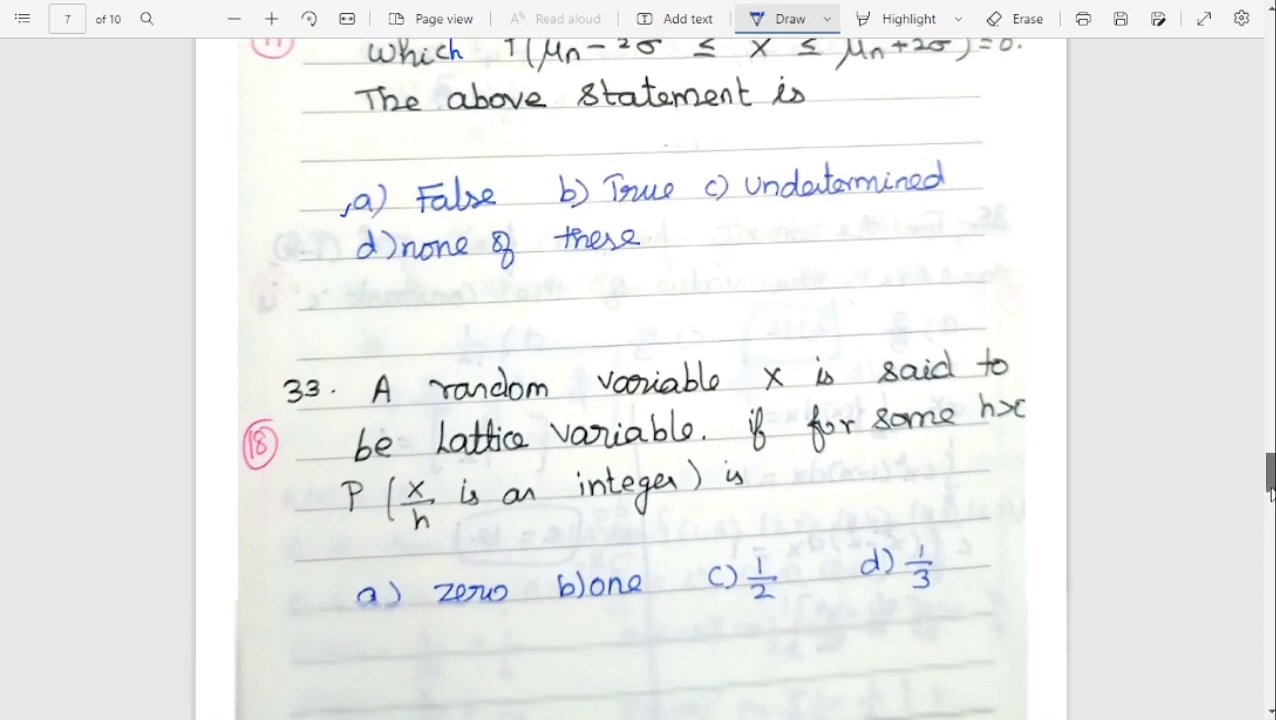 7 of 10 Page view Read aloud Add text Draw Highlight Erase
which P(μn - 2σ ≤ X ≤ μn + 2σ) = 0.
The above statement is
a) False b) True c) undetermined
d) none of these
33. A random variable X is said to
18 be Lattice variable. if for some h>
P (X/h is an integer) is
a) zero b) one c) 1/2 d) 1/3